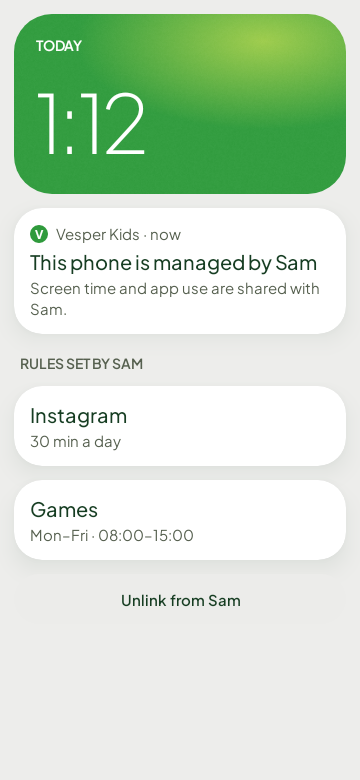 TODAY
1:12
V Vesper Kids · now
This phone is managed by Sam
Screen time and app use are shared with
Sam.
RULES SET BY SAM
Instagram
30 min a day
Games
Mon–Fri · 08:00–15:00
Unlink from Sam